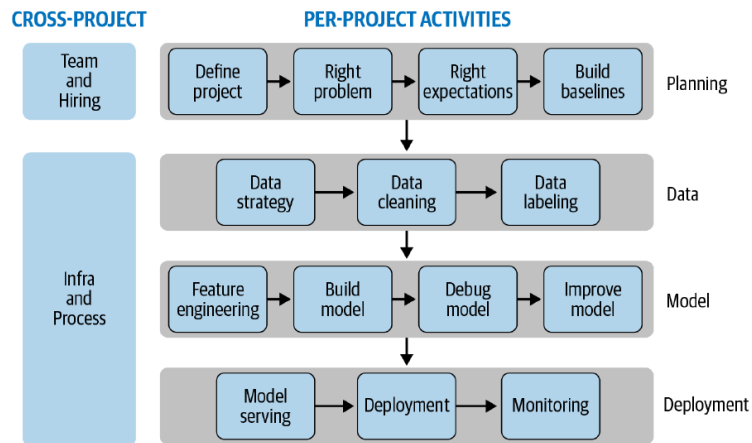 CROSS-PROJECT
PER-PROJECT ACTIVITIES
Team
and
Hiring
Define
project
Right
problem
Right
expectations
Build
baselines
Planning
Infra
and
Process
Data
strategy
Data
cleaning
Data
labeling
Data
Feature
engineering
Build
model
Debug
model
Improve
model
Model
Model
serving
Deployment
Monitoring
Deployment